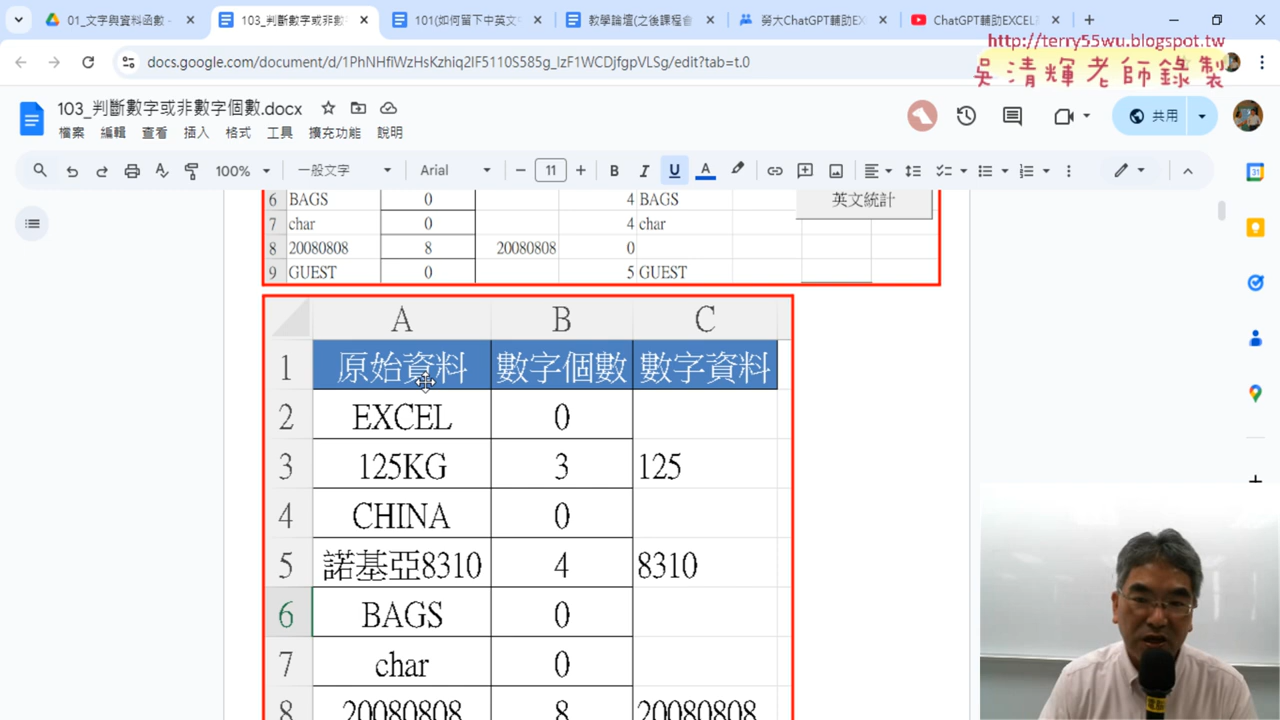 01_文字與資料函數 -
103_判斷數字或非數
101(如何留下中英文
教學論壇(之後課程會
勞大ChatGPT輔助EX
ChatGPT輔助EXCEL
http://terry55wu.blogspot.tw
docs.google.com/document/d/1PhNHfiWzHsKzhiq2IF5110S585g_IzF1WCDjfgpVLSg/edit?tab=t.0
吳清輝老師錄製
103_判斷數字或非數字個數.docx
共用
檔案 編輯 查看 插入 格式 工具 擴充功能 說明
100% 一般文字 Arial 11 B I U A
6 BAGS 0 4 BAGS 英文統計
7 char 0 4 char
8 20080808 8 20080808 0
9 GUEST 0 5 GUEST
A B C
1 原始資料 數字個數 數字資料
2 EXCEL 0
3 125KG 3 125
4 CHINA 0
5 諾基亞8310 4 8310
6 BAGS 0
7 char 0
8 20080808 8 20080808